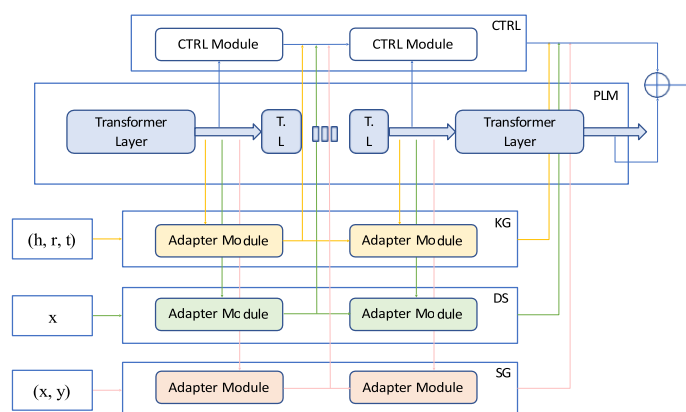 CTRL
CTRL Module
CTRL Module
PLM
Transformer
Layer
T.
L
T.
L
Transformer
Layer
KG
(h, r, t)
Adapter Module
Adapter Module
DS
x
Adapter Module
Adapter Module
SG
(x, y)
Adapter Module
Adapter Module